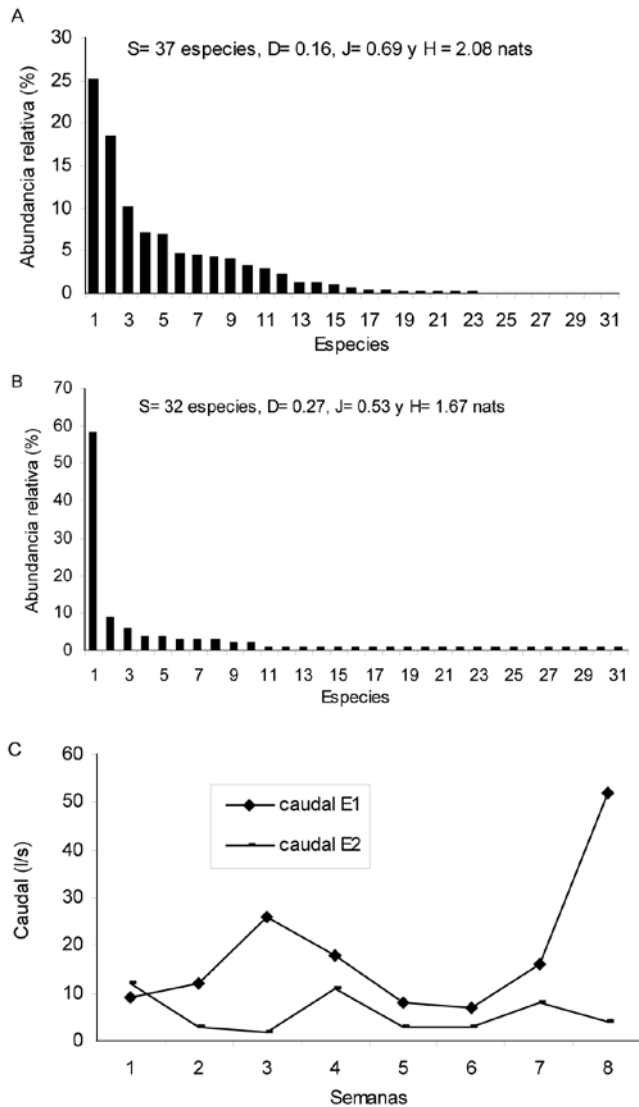 A
S= 37 especies, D= 0.16, J= 0.69 y H = 2.08 nats
Abundancia relativa (%)
30
25
20
15
10
5
0
1 3 5 7 9 11 13 15 17 19 21 23 25 27 29 31
Especies
B
S= 32 especies, D= 0.27, J= 0.53 y H= 1.67 nats
Abundancia relativa (%)
70
60
50
40
30
20
10
0
1 3 5 7 9 11 13 15 17 19 21 23 25 27 29 31
Especies
C
Caudal (l/s)
60
50
40
30
20
10
0
caudal E1
caudal E2
1 2 3 4 5 6 7 8
Semanas